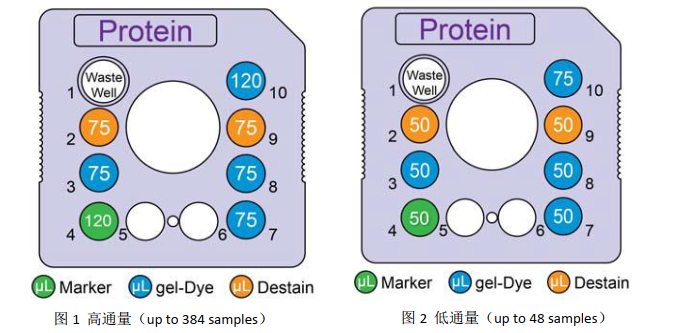 Protein
Waste
Well
1
120
10
2
75
75
9
3
75
75
8
4
120
5
6
75
7
μL Marker
μL gel-Dye
μL Destain
图 1 高通量（up to 384 samples）
Protein
Waste
Well
1
75
10
2
50
50
9
3
50
50
8
4
50
5
6
50
7
μL Marker
μL gel-Dye
μL Destain
图 2 低通量（up to 48 samples）